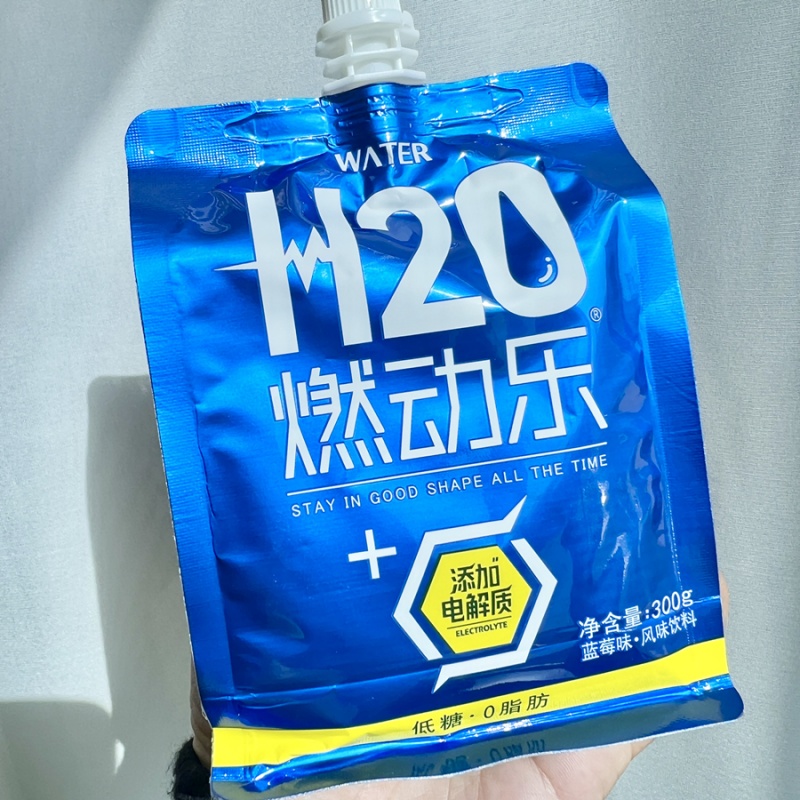 WATER
H2O
®
燃动乐
STAY IN GOOD SHAPE ALL THE TIME
+
添加
电解质
ELECTROLYTE
净含量:300g
蓝莓味·风味饮料
低糖·0脂肪